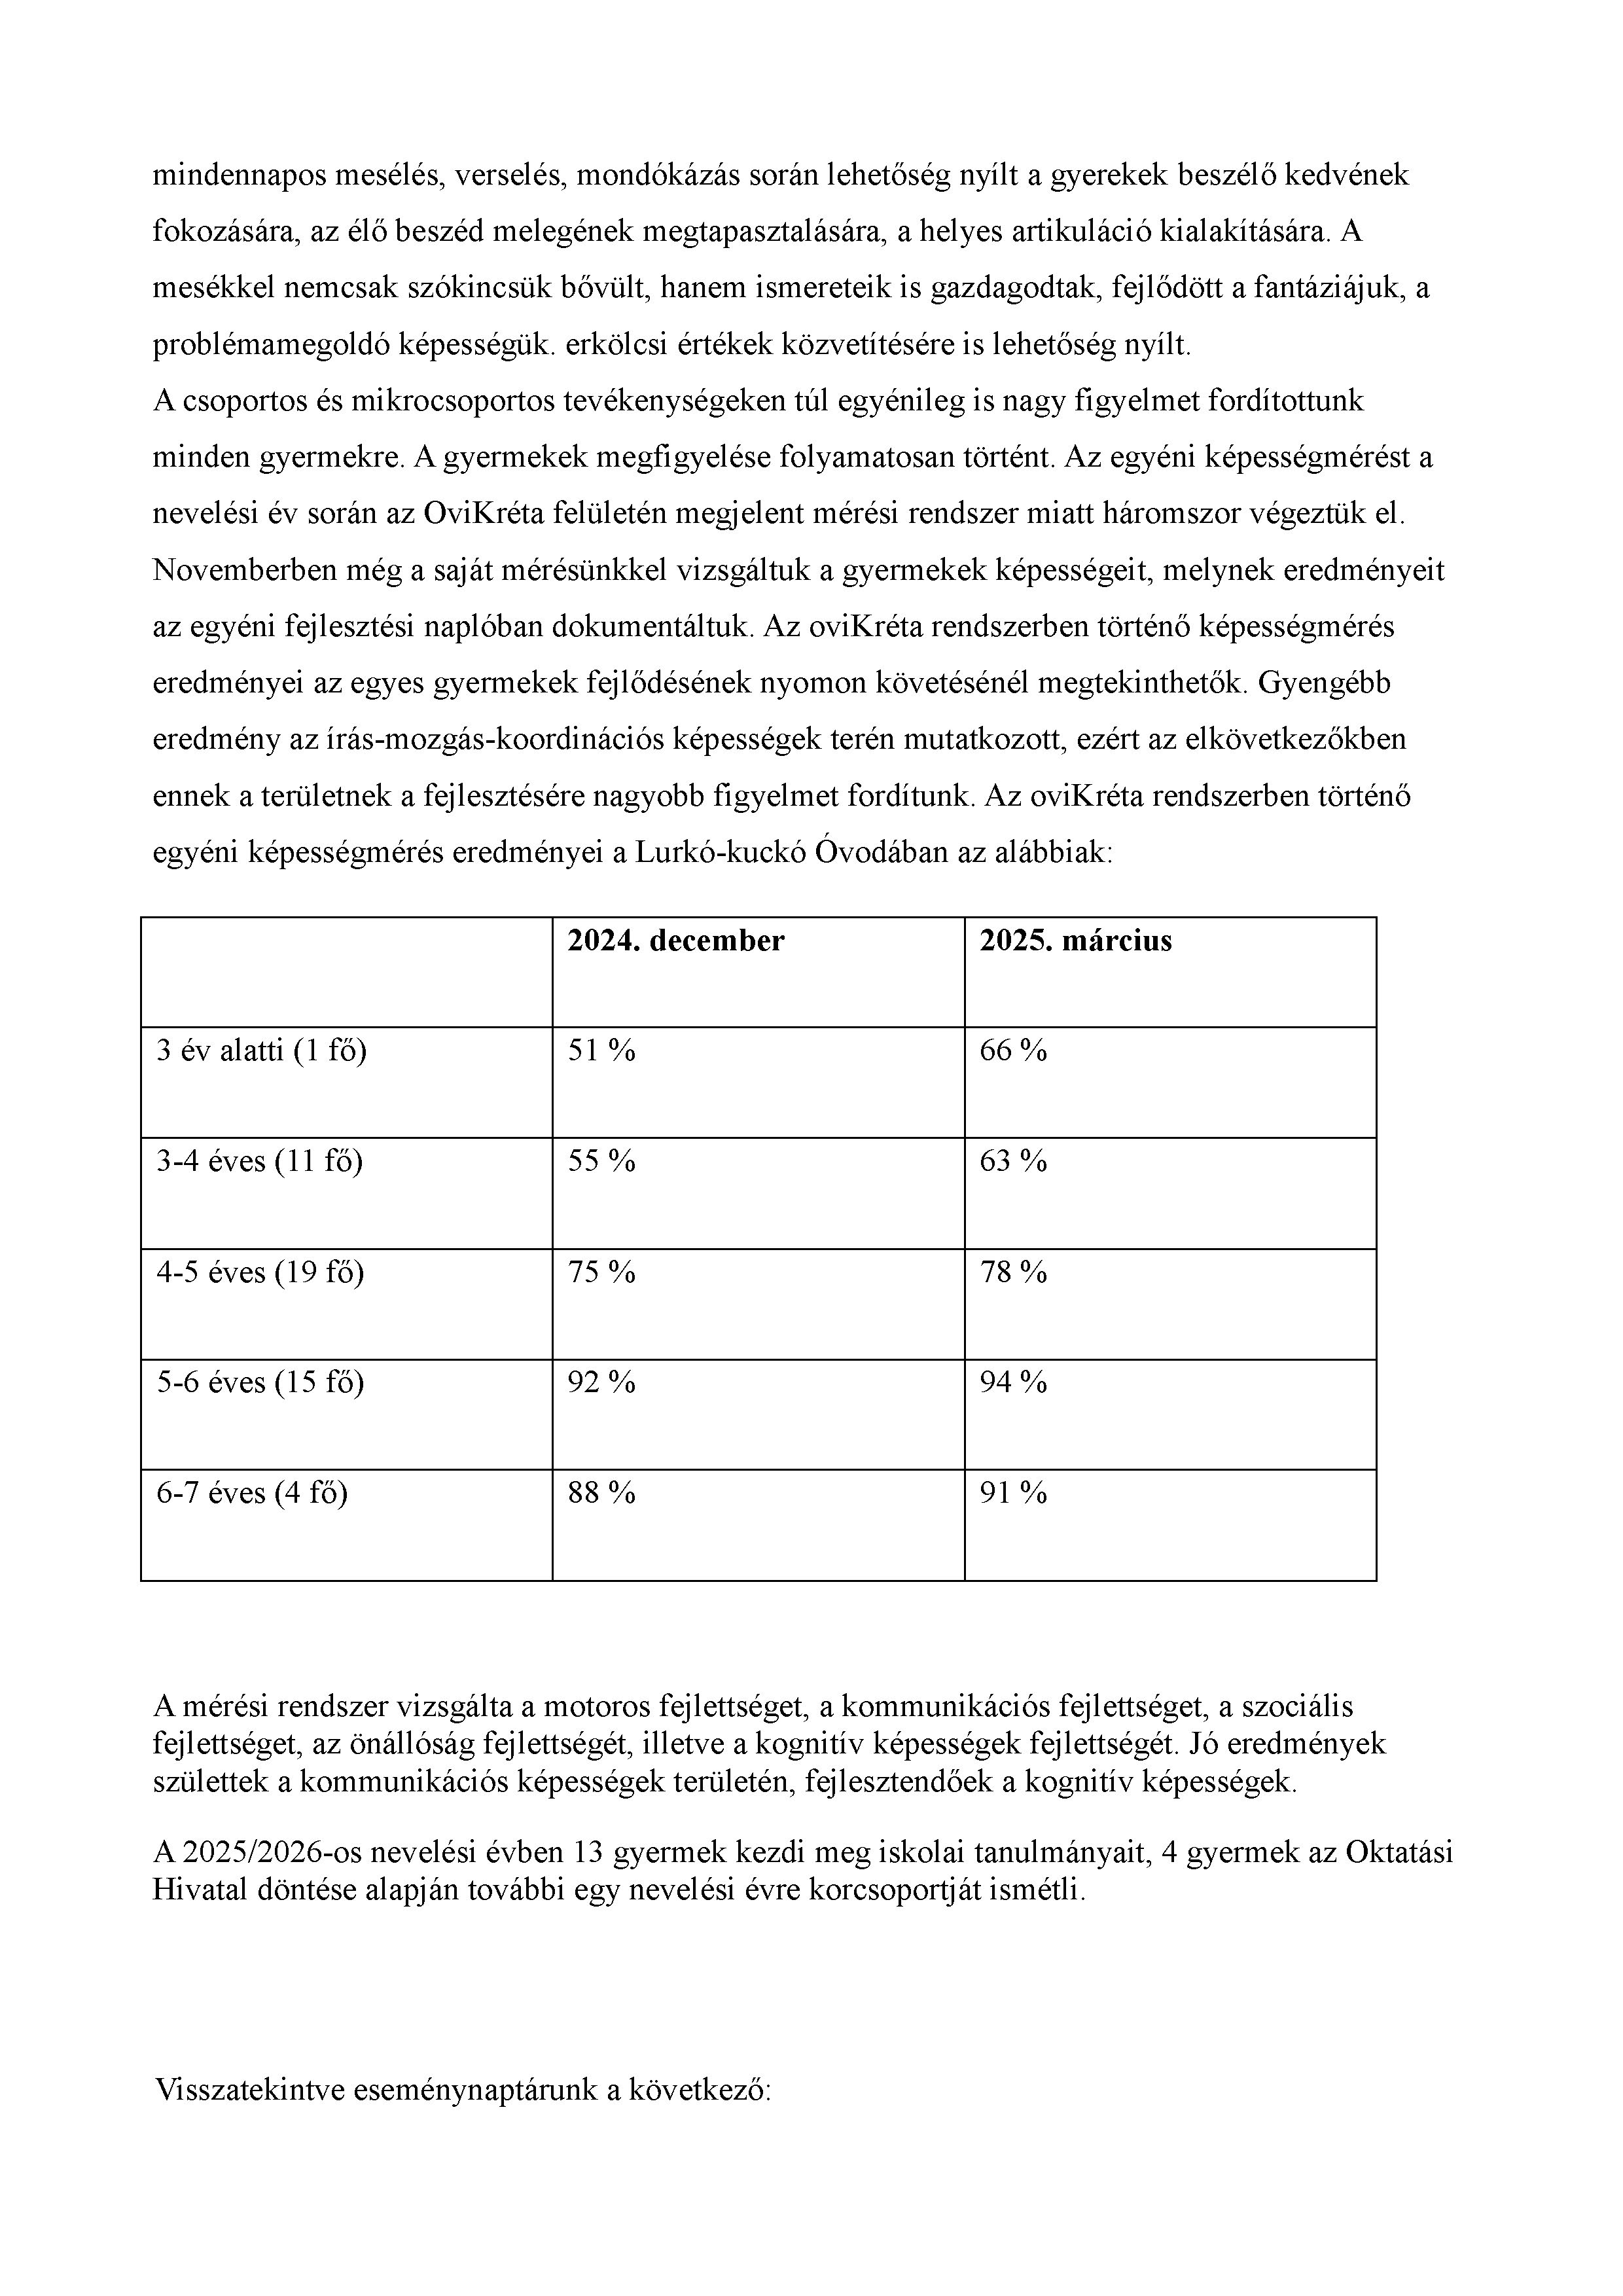 mindennapos mesélés, verselés, mondókázás során lehetőség nyílt a gyerekek beszélő kedvének
fokozására, az élő beszéd melegének megtapasztalására, a helyes artikuláció kialakítására. A
mesékkel nemcsak szókincsük bővült, hanem ismereteik is gazdagodtak, fejlődött a fantáziájuk, a
problémamegoldó képességük. erkölcsi értékek közvetítésére is lehetőség nyílt.
A csoportos és mikrocsoportos tevékenységeken túl egyénileg is nagy figyelmet fordítottunk
minden gyermekre. A gyermekek megfigyelése folyamatosan történt. Az egyéni képességmérést a
nevelési év során az OviKréta felületén megjelent mérési rendszer miatt háromszor végeztük el.
Novemberben még a saját mérésünkkel vizsgáltuk a gyermekek képességeit, melynek eredményeit
az egyéni fejlesztési naplóban dokumentáltuk. Az oviKréta rendszerben történő képességmérés
eredményei az egyes gyermekek fejlődésének nyomon követésénél megtekinthetők. Gyengébb
eredmény az írás-mozgás-koordinációs képességek terén mutatkozott, ezért az elkövetkezőkben
ennek a területnek a fejlesztésére nagyobb figyelmet fordítunk. Az oviKréta rendszerben történő
egyéni képességmérés eredményei a Lurkó-kuckó Óvodában az alábbiak:
2024. december 2025. március
3 év alatti (1 fő) 51 % 66 %
3-4 éves (11 fő) 55 % 63 %
4-5 éves (19 fő) 75 % 78 %
5-6 éves (15 fő) 92 % 94 %
6-7 éves (4 fő) 88 % 91 %
A mérési rendszer vizsgálta a motoros fejlettséget, a kommunikációs fejlettséget, a szociális
fejlettséget, az önállóság fejlettségét, illetve a kognitív képességek fejlettségét. Jó eredmények
születtek a kommunikációs képességek területén, fejlesztendőek a kognitív képességek.
A 2025/2026-os nevelési évben 13 gyermek kezdi meg iskolai tanulmányait, 4 gyermek az Oktatási
Hivatal döntése alapján további egy nevelési évre korcsoportját ismétli.
Visszatekintve eseménynaptárunk a következő: